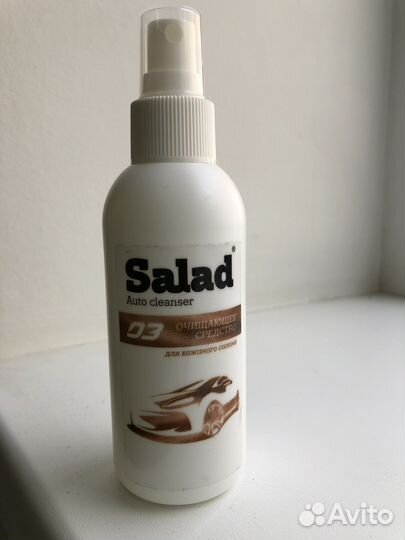 Salad®
Auto cleanser
03 ОЧИЩАЮЩЕЕ
СРЕДСТВО
для кожаного салона
Avito